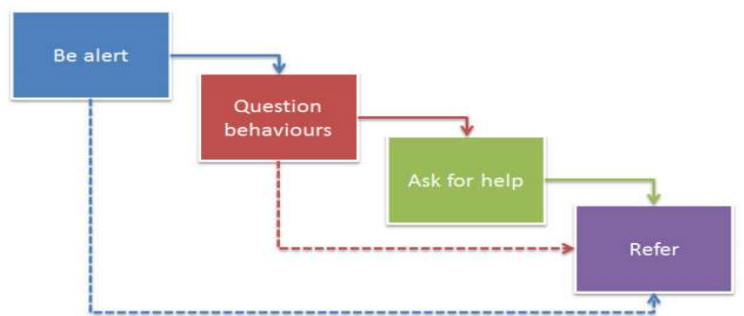 Be alert
Question
behaviours
Ask for help
Refer